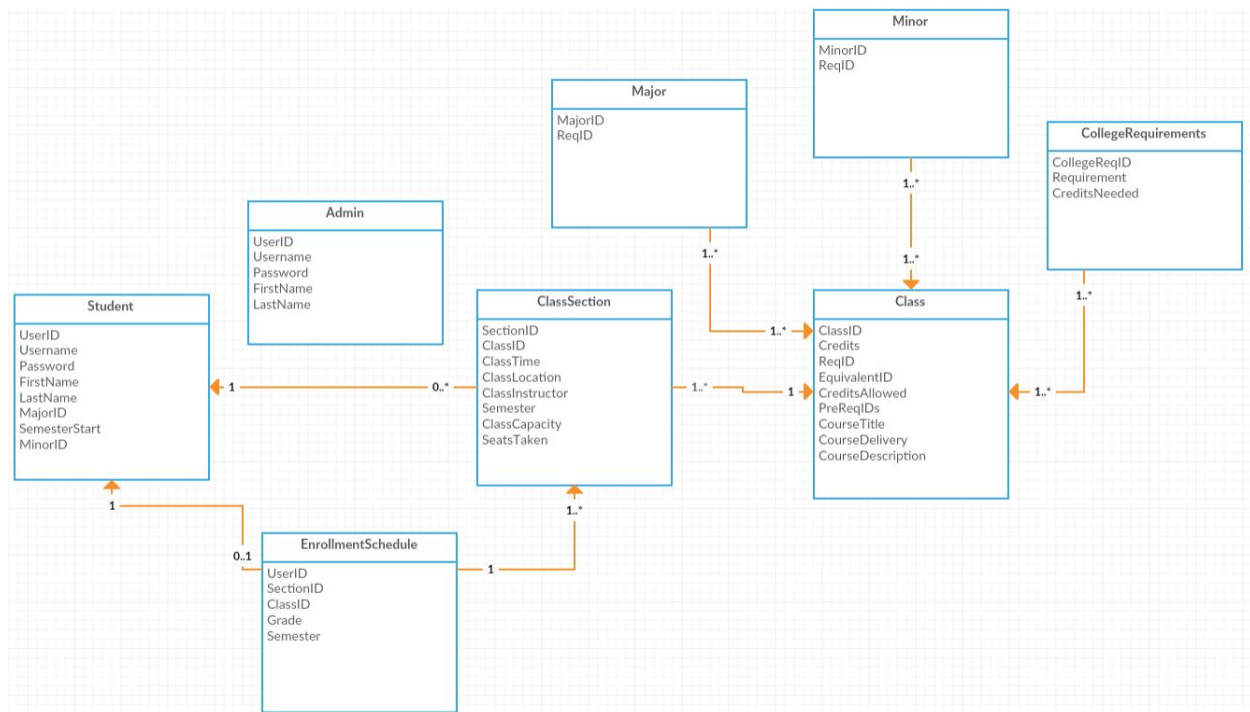 Minor
MinorID
ReqID
1..*
1..*
Major
MajorID
ReqID
1..*
1..*
CollegeRequirements
CollegeReqID
Requirement
CreditsNeeded
1..*
1..*
Admin
UserID
Username
Password
FirstName
LastName
Student
UserID
Username
Password
FirstName
LastName
MajorID
SemesterStart
MinorID
1
0..*
ClassSection
SectionID
ClassID
ClassTime
ClassLocation
ClassInstructor
Semester
ClassCapacity
SeatsTaken
1..*
1
Class
ClassID
Credits
ReqID
EquivalentID
CreditsAllowed
PreReqIDs
CourseTitle
CourseDelivery
CourseDescription
1
0..1
EnrollmentSchedule
UserID
SectionID
ClassID
Grade
Semester
1
1..*